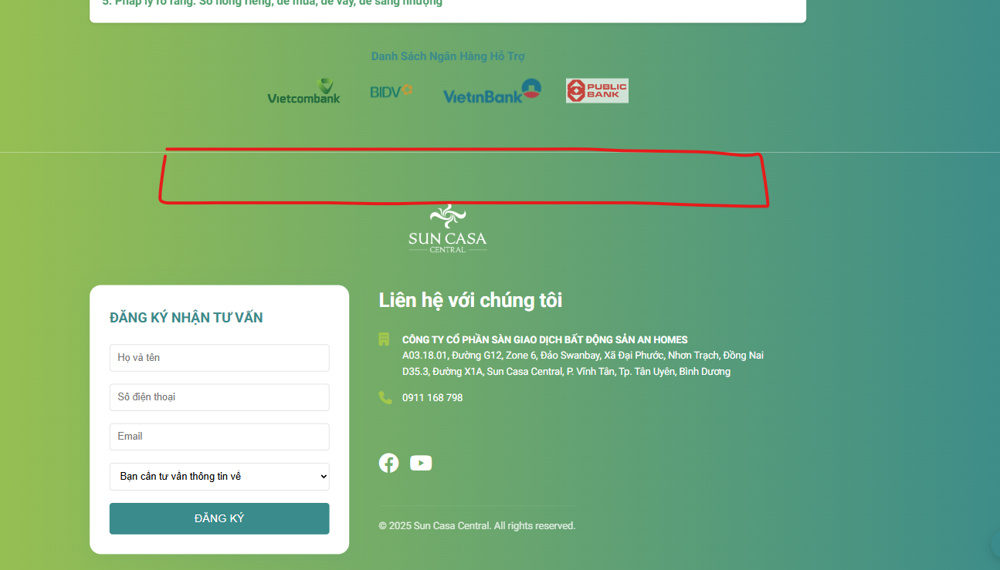 5. Pháp lý rõ ràng: Sổ hồng riêng, dễ mua, dễ vay, dễ sang nhượng
Danh Sách Ngân Hàng Hỗ Trợ
Vietcombank
BIDV
VietinBank
PUBLIC
BANK
SUN CASA
CENTRAL
ĐĂNG KÝ NHẬN TƯ VẤN
Họ và tên
Số điện thoại
Email
Bạn cần tư vấn thông tin về
ĐĂNG KÝ
Liên hệ với chúng tôi
CÔNG TY CỔ PHẦN SÀN GIAO DỊCH BẤT ĐỘNG SẢN AN HOMES
A03.18.01, Đường G12, Zone 6, Đảo Swanbay, Xã Đại Phước, Nhơn Trạch, Đồng Nai
D35.3, Đường X1A, Sun Casa Central, P. Vĩnh Tân, Tp. Tân Uyên, Bình Dương
0911 168 798
© 2025 Sun Casa Central. All rights reserved.